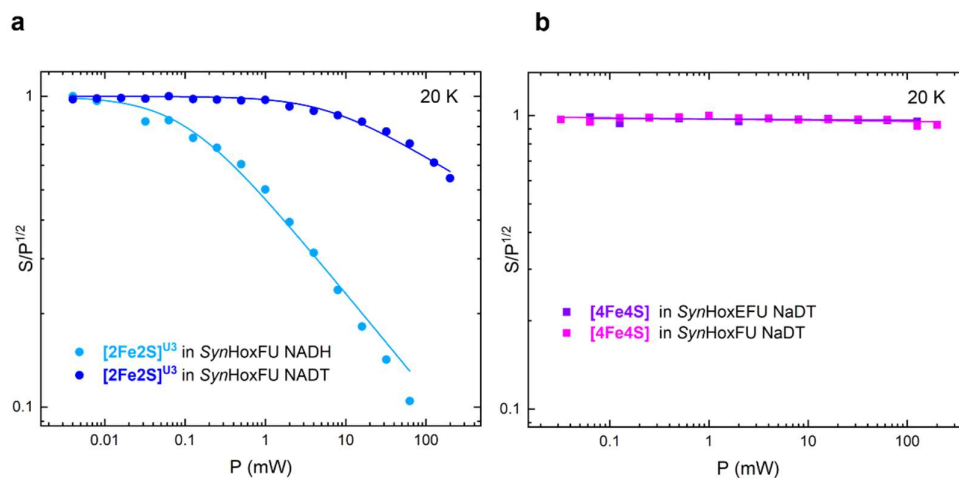 a
b
20 K
20 K
1
1
S/P1/2
S/P1/2
[2Fe2S]U3 in SynHoxFU NADH
[2Fe2S]U3 in SynHoxFU NADT
[4Fe4S] in SynHoxEFU NaDT
[4Fe4S] in SynHoxFU NaDT
0.1
0.1
0.01 0.1 1 10 100
0.1 1 10 100
P (mW)
P (mW)